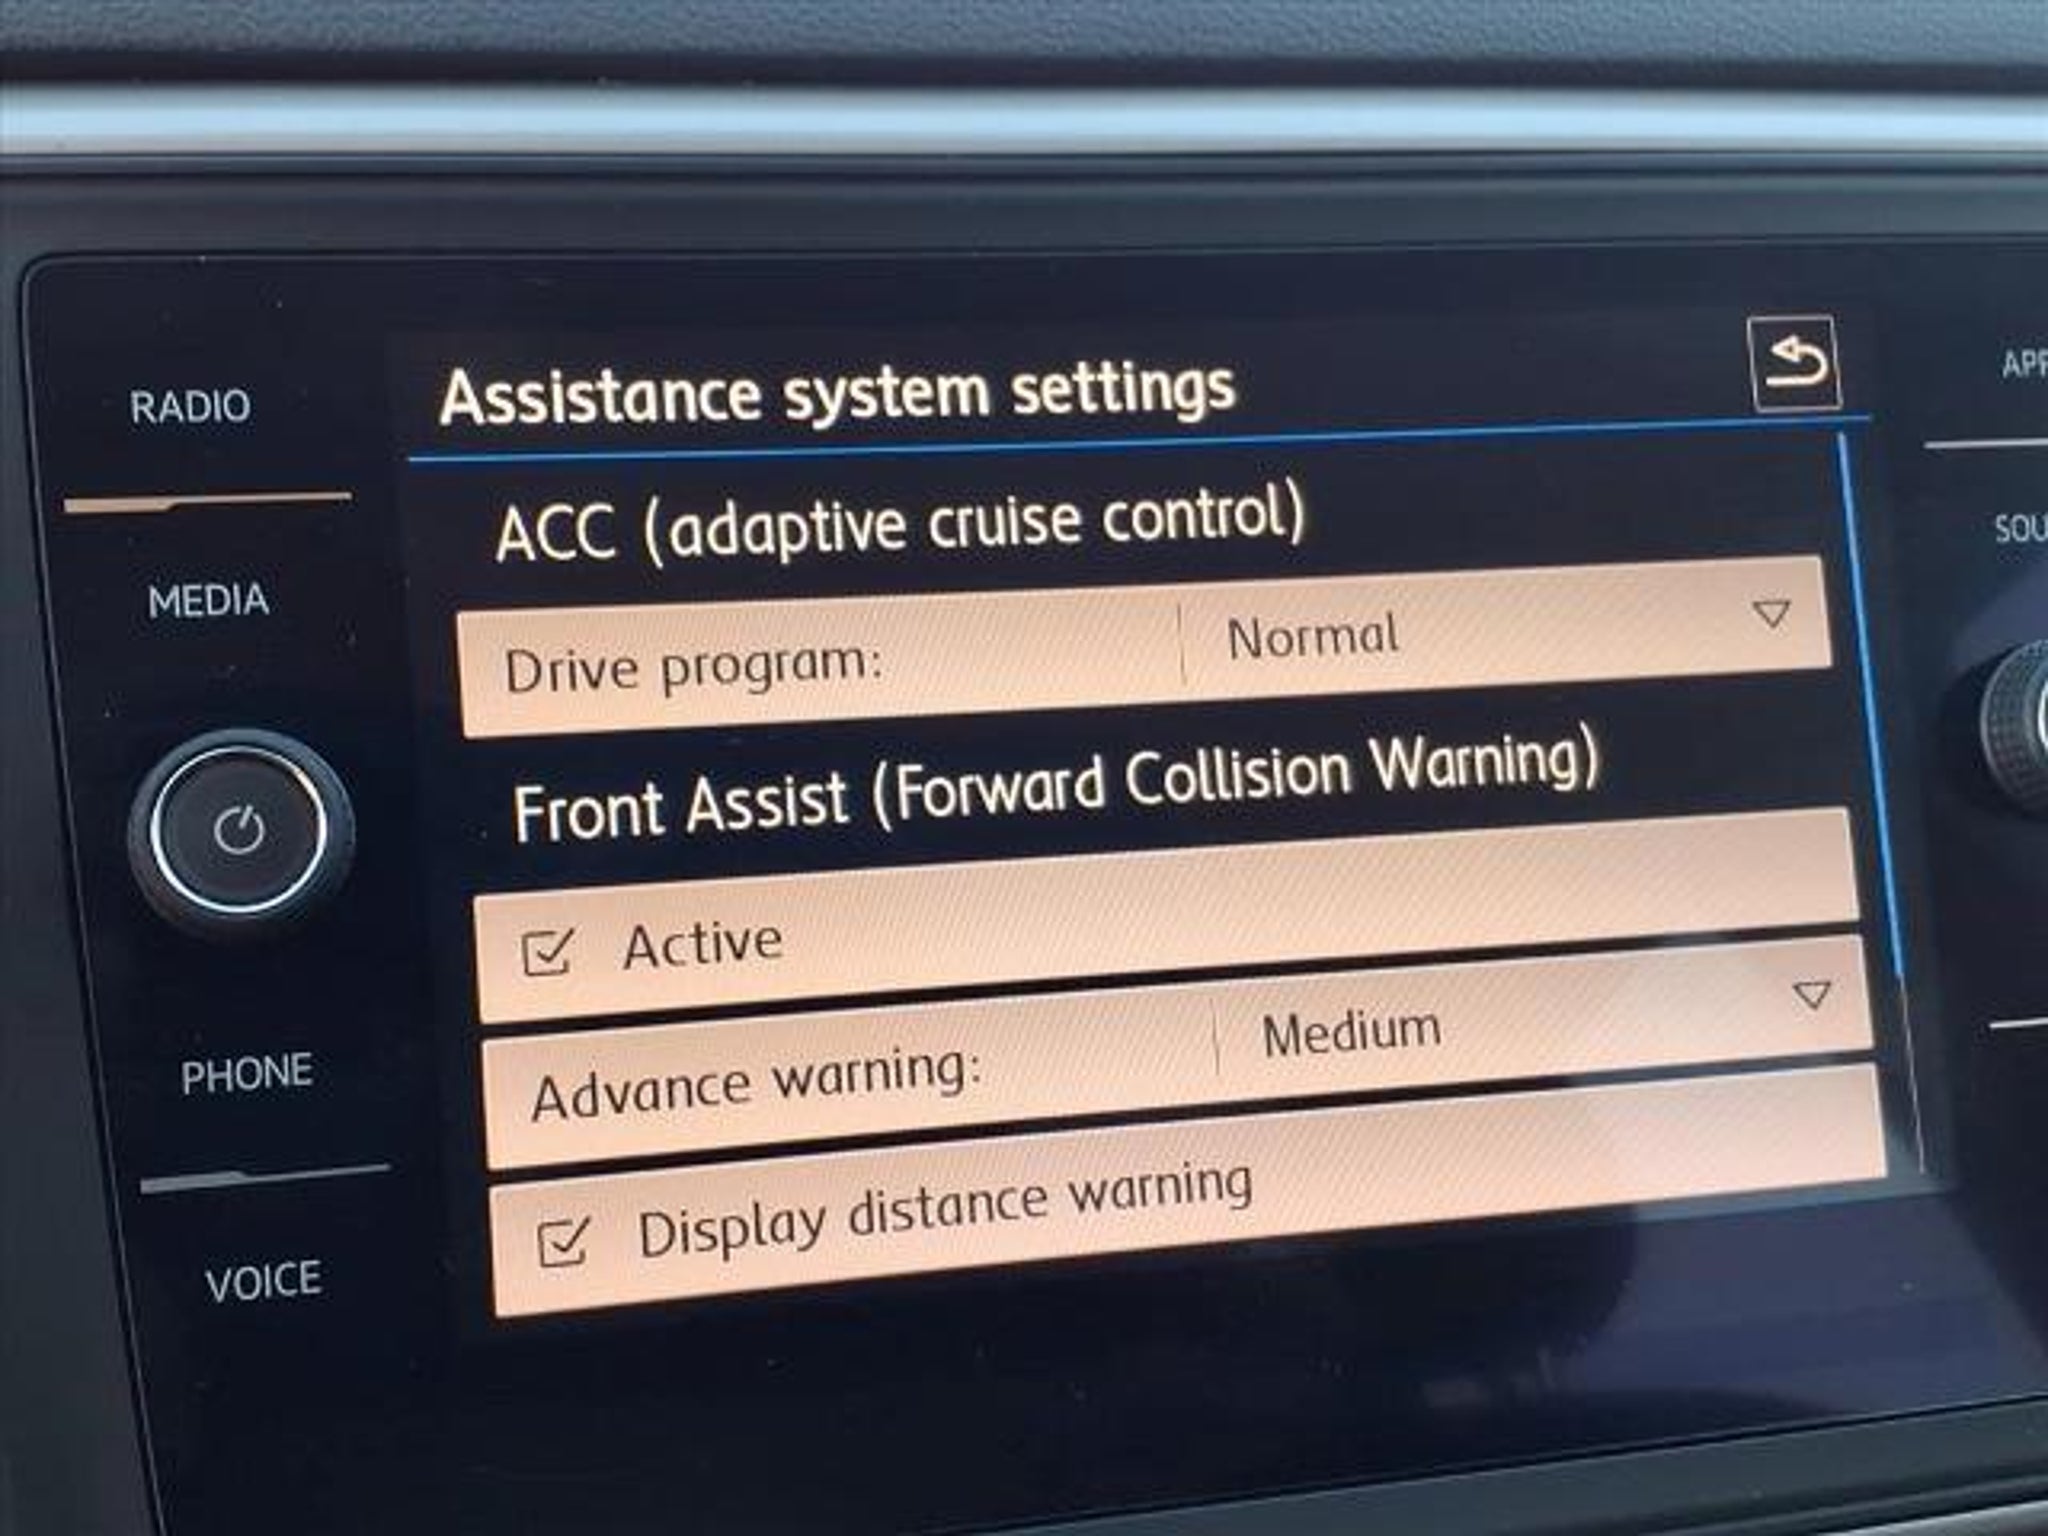 Assistance system settings
RADIO
ACC (adaptive cruise control)
MEDIA
Drive program: Normal
Front Assist (Forward Collision Warning)
Active
PHONE
Advance warning: Medium
VOICE
Display distance warning